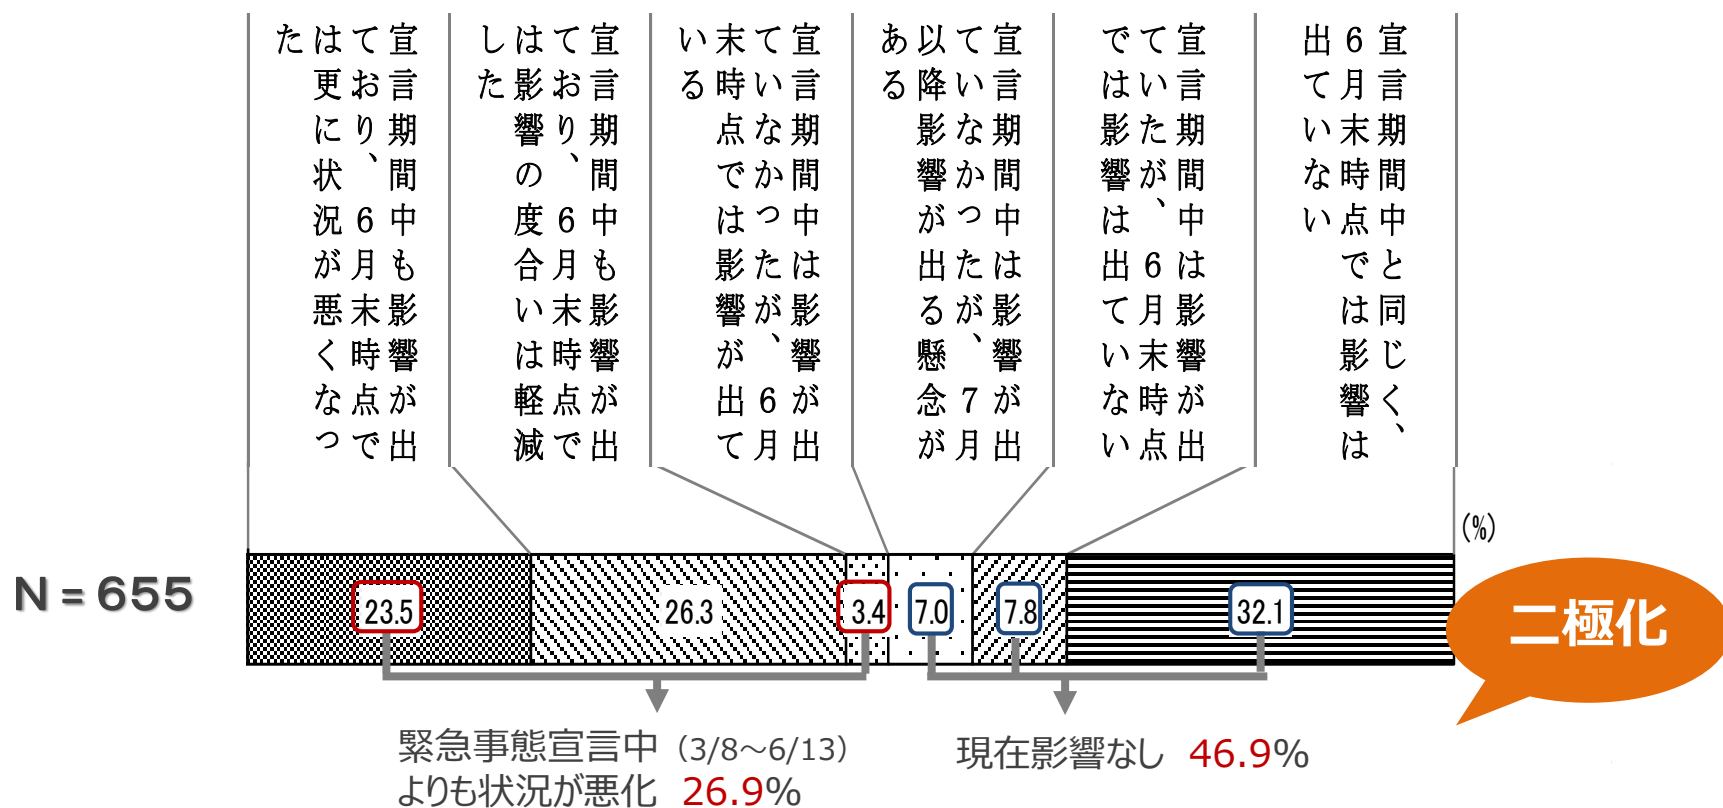 宣言期間中も影響が出
ており、6月末時点で
は更に状況が悪くなっ
た
宣言期間中も影響が出
ており、6月末時点で
は影響の度合いは軽減
した
宣言期間中は影響が出
ていなかったが、6月
末時点では影響が出て
いる
宣言期間中は影響が出
ていなかったが、7月
以降影響が出る懸念が
ある
宣言期間中は影響が出
ていたが、6月末時点
では影響は出ていない
宣言期間中と同じく、
6月末時点では影響は
出ていない
(%)
N=655
23.5
26.3
3.4
7.0
7.8
32.1
二極化
緊急事態宣言中（3/8～6/13）
よりも状況が悪化 26.9%
現在影響なし 46.9%